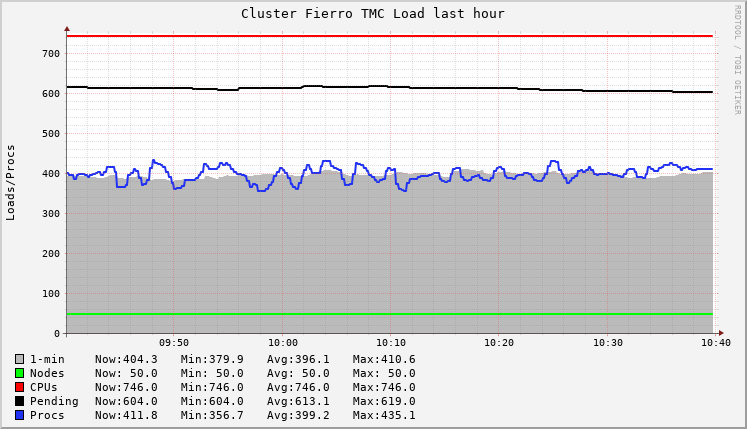 Cluster Fierro TMC Load last hour
RRDTOOL / TOBI OETIKER
Loads/Procs
700
600
500
400
300
200
100
0
09:50 10:00 10:10 10:20 10:30 10:40
1-min Now:404.3 Min:379.9 Avg:396.1 Max:410.6
Nodes Now: 50.0 Min: 50.0 Avg: 50.0 Max: 50.0
CPUs Now:746.0 Min:746.0 Avg:746.0 Max:746.0
Pending Now:604.0 Min:604.0 Avg:613.1 Max:619.0
Procs Now:411.8 Min:356.7 Avg:399.2 Max:435.1